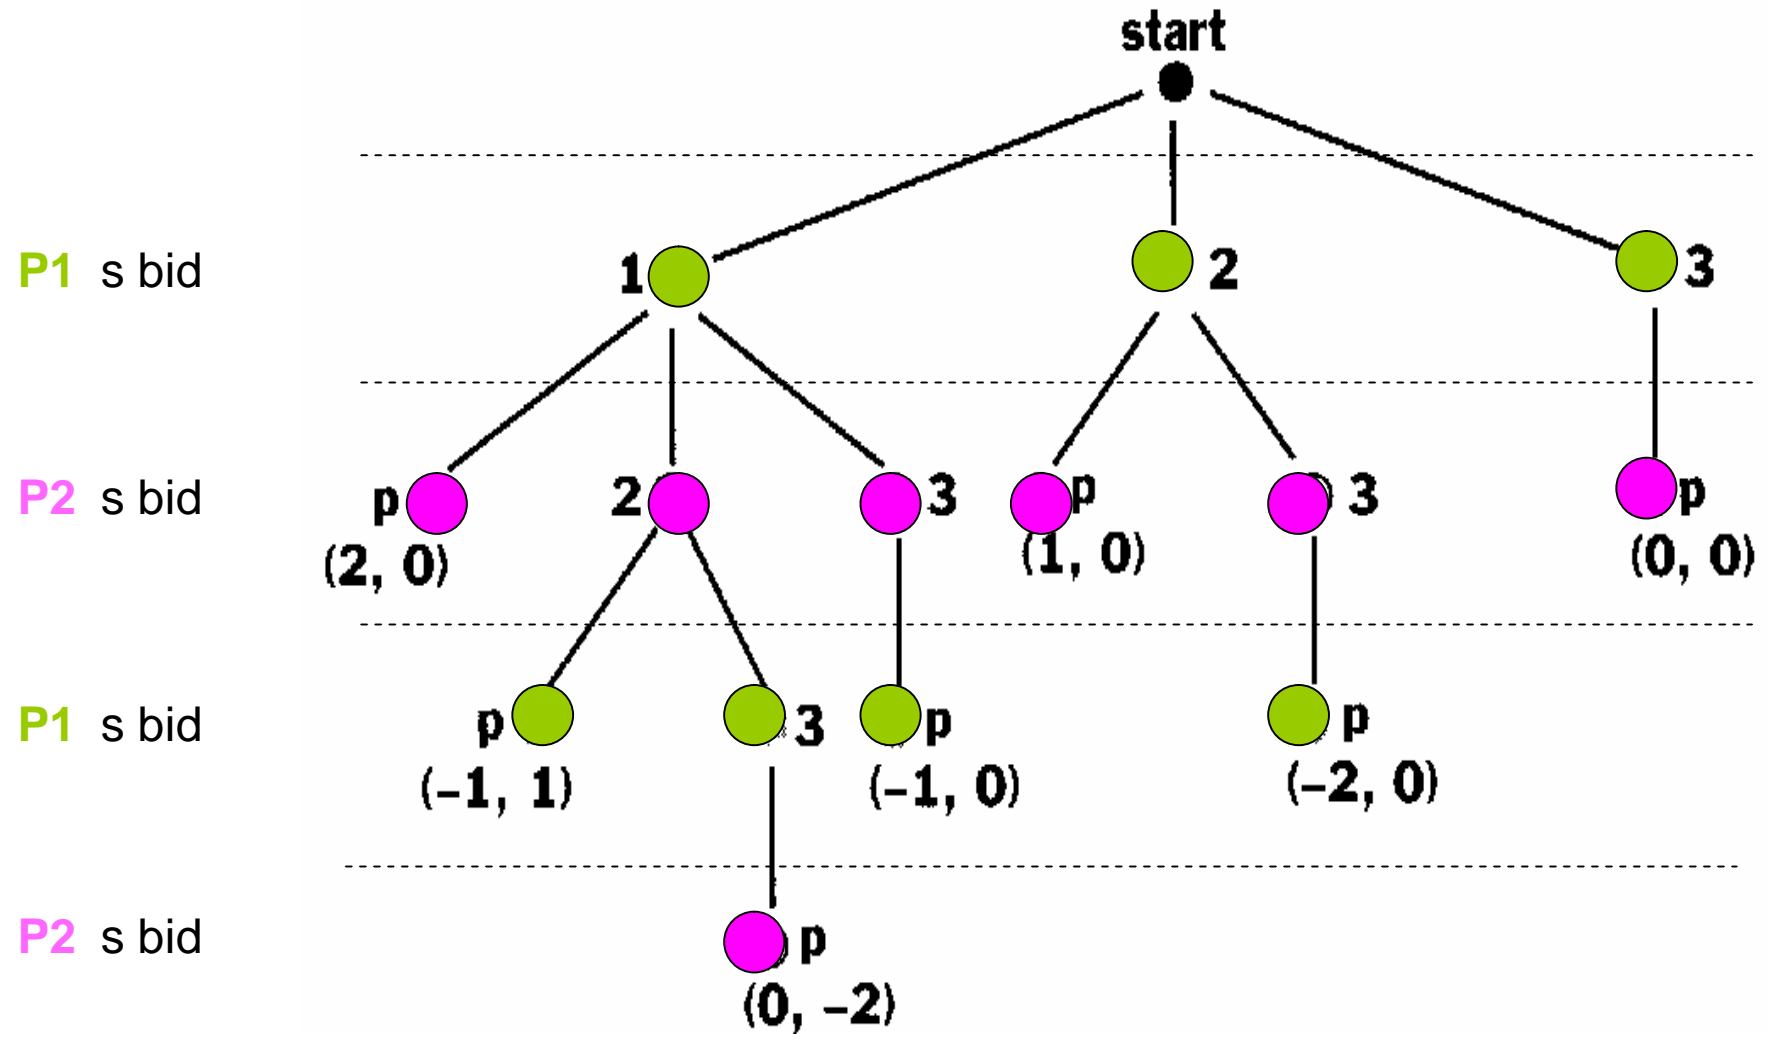 start
P1 s bid
1 2 3
P2 s bid
p 2 3 p 3 p
(2, 0) (1, 0) (0, 0)
P1 s bid
p 3 p p
(-1, 1) (-1, 0) (-2, 0)
P2 s bid
p
(0, -2)